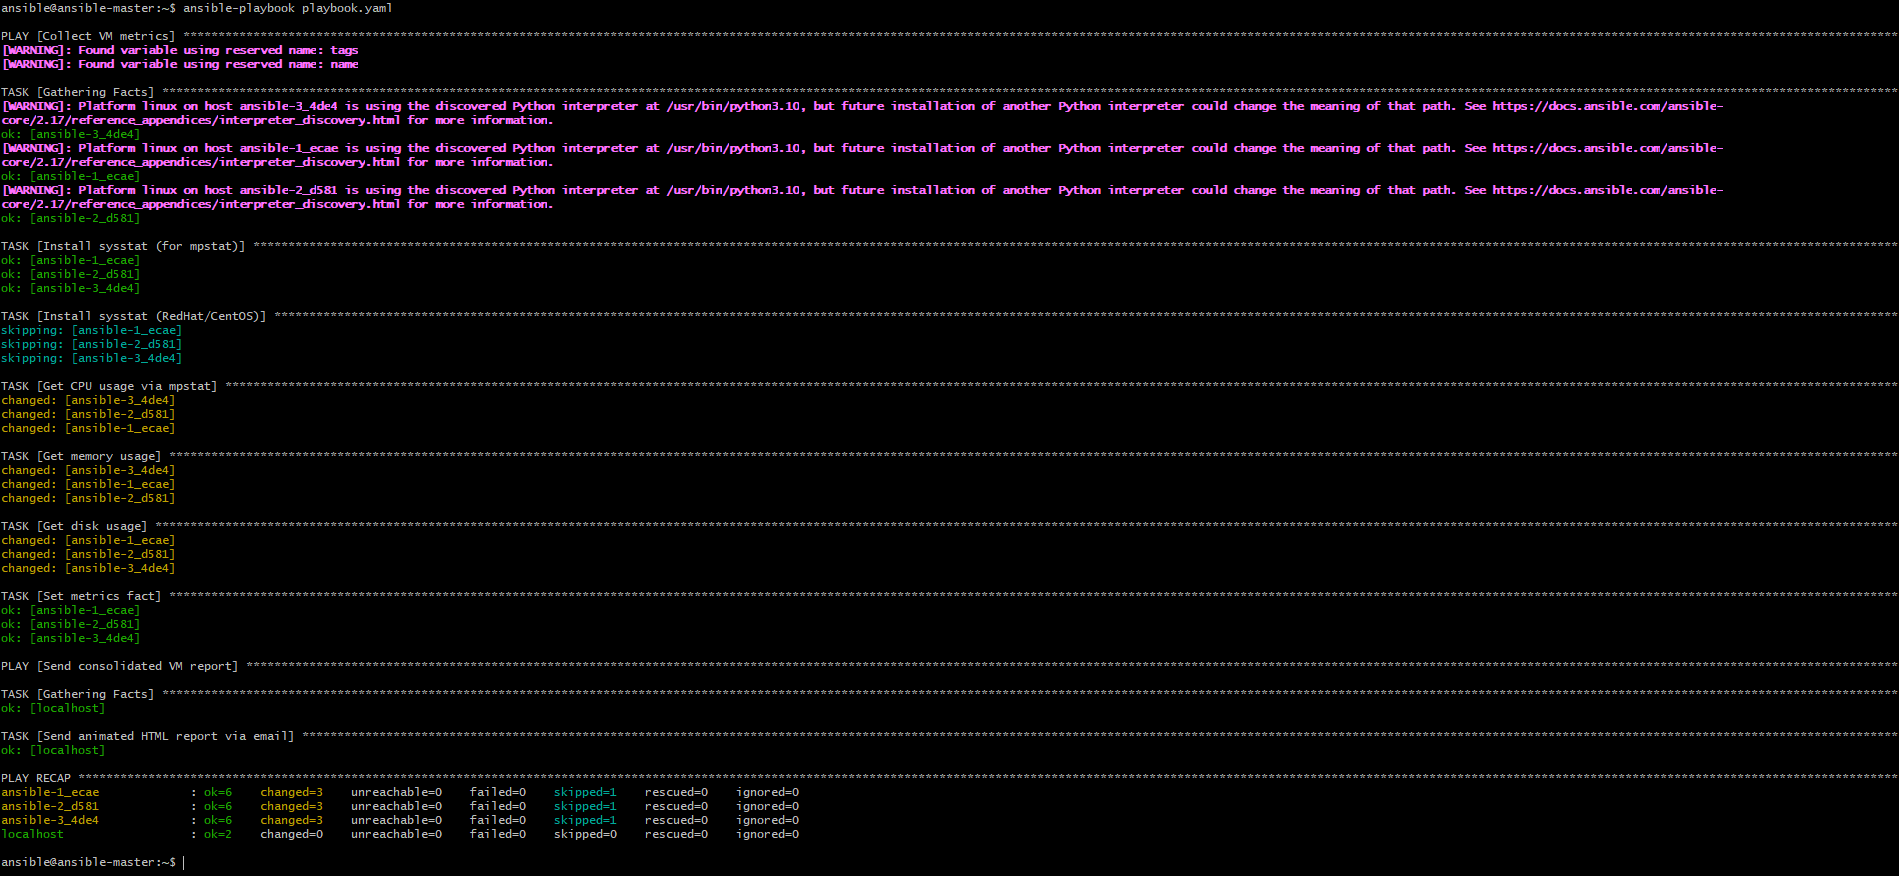 ansible@ansible-master:~$ ansible-playbook playbook.yaml
PLAY [Collect VM metrics] ****************************************************************************************************
[WARNING]: Found variable using reserved name: tags
[WARNING]: Found variable using reserved name: name
TASK [Gathering Facts] ****************************************************************************************************
[WARNING]: Platform linux on host ansible-3_4de4 is using the discovered Python interpreter at /usr/bin/python3.10, but future installation of another Python interpreter could change the meaning of that path. See https://docs.ansible.com/ansible-
core/2.17/reference_appendices/interpreter_discovery.html for more information.
ok: [ansible-3_4de4]
[WARNING]: Platform linux on host ansible-1_ecae is using the discovered Python interpreter at /usr/bin/python3.10, but future installation of another Python interpreter could change the meaning of that path. See https://docs.ansible.com/ansible-
core/2.17/reference_appendices/interpreter_discovery.html for more information.
ok: [ansible-1_ecae]
[WARNING]: Platform linux on host ansible-2_d581 is using the discovered Python interpreter at /usr/bin/python3.10, but future installation of another Python interpreter could change the meaning of that path. See https://docs.ansible.com/ansible-
core/2.17/reference_appendices/interpreter_discovery.html for more information.
ok: [ansible-2_d581]
TASK [Install sysstat (for mpstat)] ****************************************************************************************************
ok: [ansible-1_ecae]
ok: [ansible-2_d581]
ok: [ansible-3_4de4]
TASK [Install sysstat (RedHat/CentOS)] ****************************************************************************************************
skipping: [ansible-1_ecae]
skipping: [ansible-2_d581]
skipping: [ansible-3_4de4]
TASK [Get CPU usage via mpstat] ****************************************************************************************************
changed: [ansible-3_4de4]
changed: [ansible-2_d581]
changed: [ansible-1_ecae]
TASK [Get memory usage] ****************************************************************************************************
changed: [ansible-3_4de4]
changed: [ansible-1_ecae]
changed: [ansible-2_d581]
TASK [Get disk usage] ****************************************************************************************************
changed: [ansible-1_ecae]
changed: [ansible-2_d581]
changed: [ansible-3_4de4]
TASK [Set metrics fact] ****************************************************************************************************
ok: [ansible-1_ecae]
ok: [ansible-2_d581]
ok: [ansible-3_4de4]
PLAY [Send consolidated VM report] ****************************************************************************************************
TASK [Gathering Facts] ****************************************************************************************************
ok: [localhost]
TASK [Send animated HTML report via email] ****************************************************************************************************
ok: [localhost]
PLAY RECAP ****************************************************************************************************
ansible-1_ecae : ok=6 changed=3 unreachable=0 failed=0 skipped=1 rescued=0 ignored=0
ansible-2_d581 : ok=6 changed=3 unreachable=0 failed=0 skipped=1 rescued=0 ignored=0
ansible-3_4de4 : ok=6 changed=3 unreachable=0 failed=0 skipped=1 rescued=0 ignored=0
localhost : ok=2 changed=0 unreachable=0 failed=0 skipped=0 rescued=0 ignored=0
ansible@ansible-master:~$